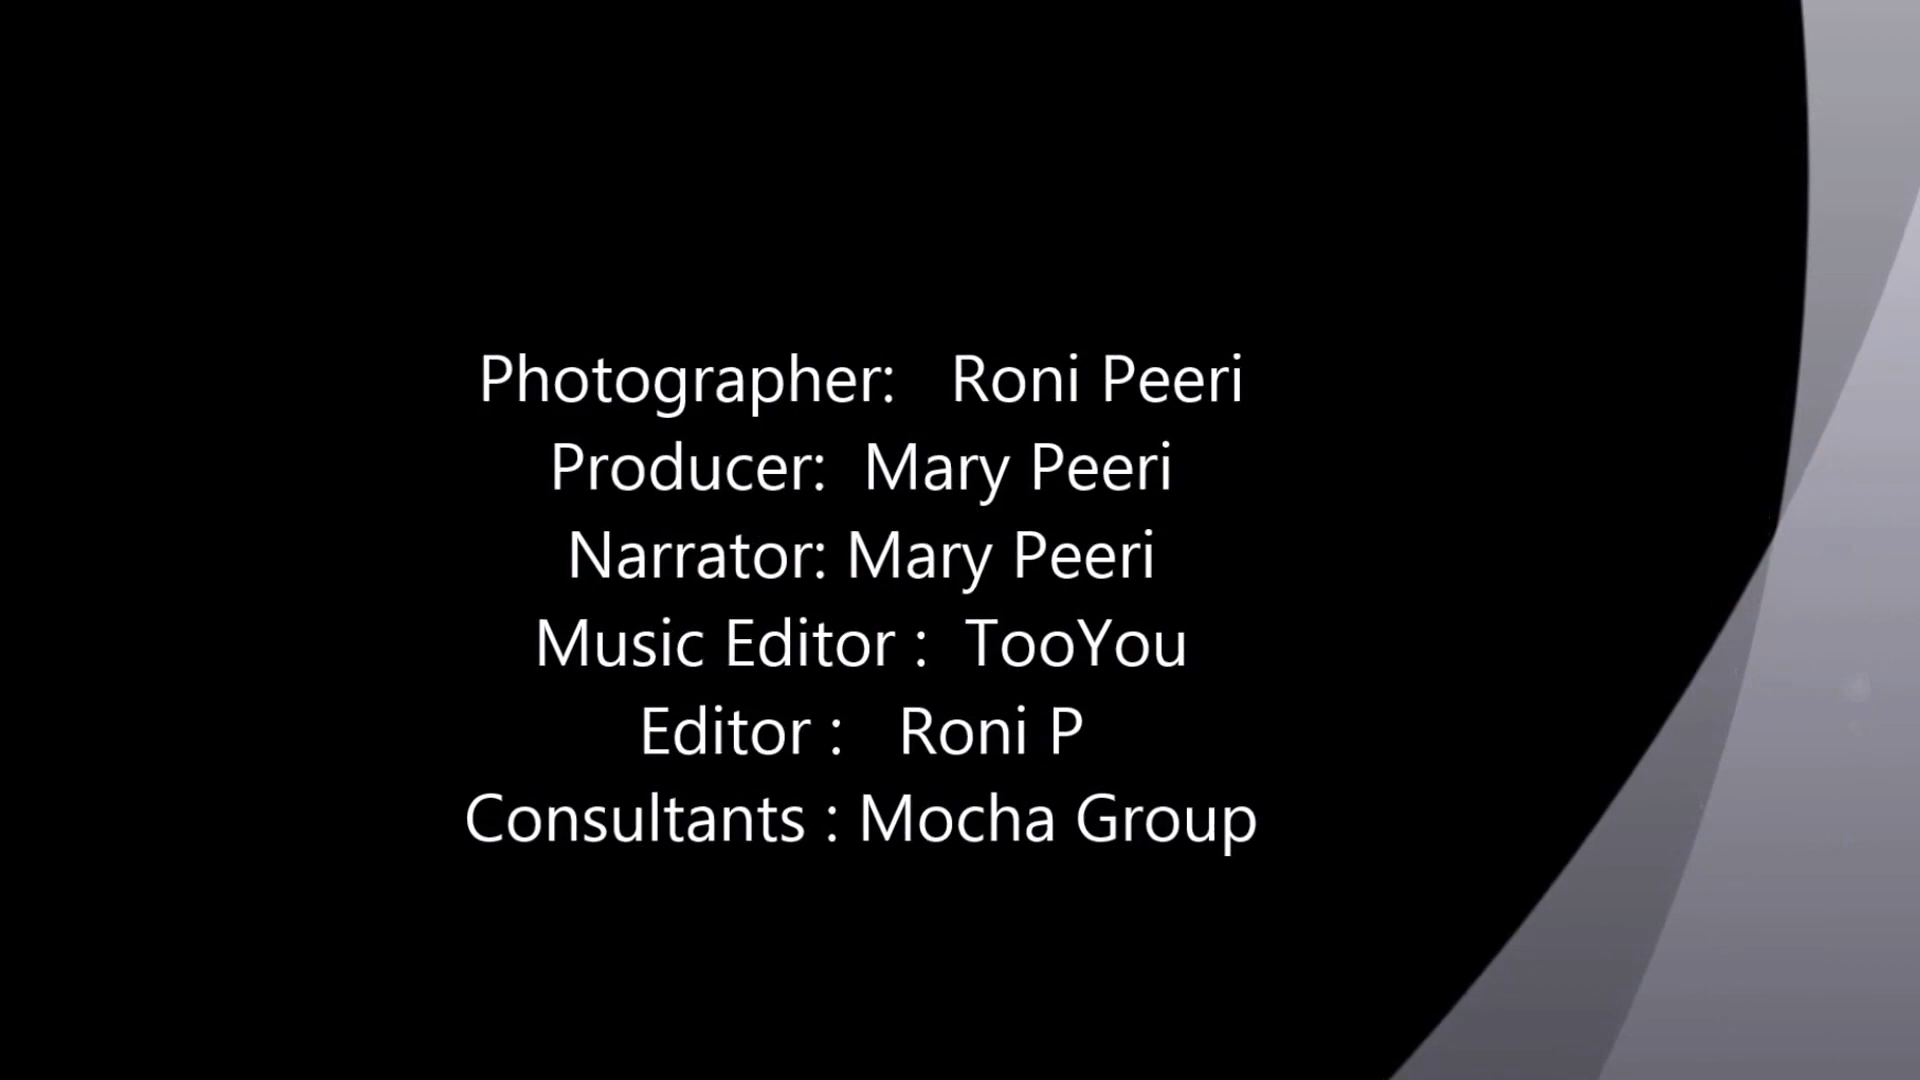 Photographer:   Roni Peeri
Producer:  Mary Peeri
Narrator: Mary Peeri
Music Editor :  TooYou
Editor :   Roni P
Consultants : Mocha Group